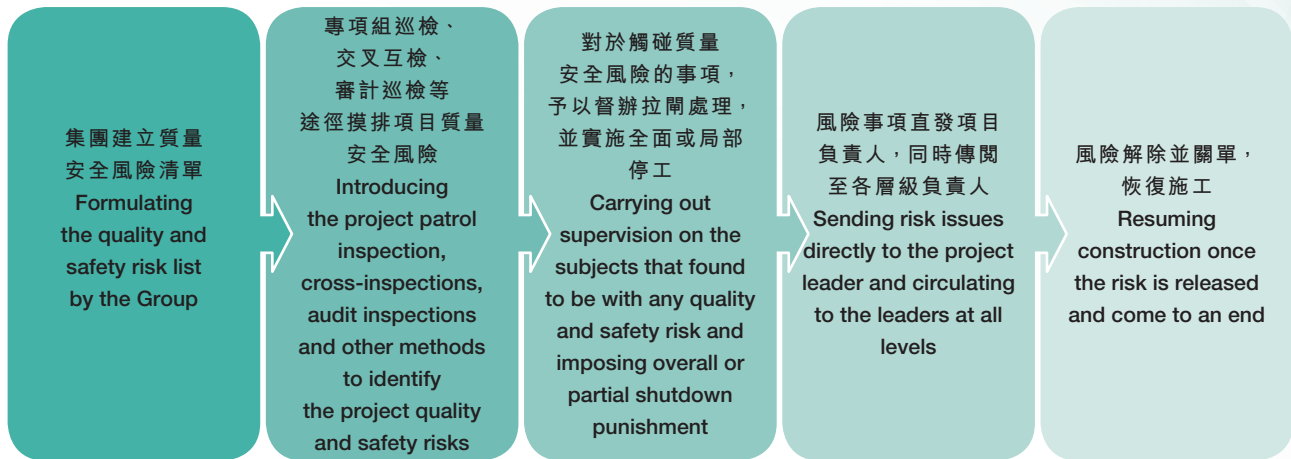 集團建立質量
安全風險清單
Formulating
the quality and
safety risk list
by the Group
專項組巡檢、
交叉互檢、
審計巡檢等
途徑摸排項目質量
安全風險
Introducing
the project patrol
inspection,
cross-inspections,
audit inspections
and other methods
to identify
the project quality
and safety risks
對於觸碰質量
安全風險的事項，
予以督辦拉閘處理，
並實施全面或局部
停工
Carrying out
supervision on the
subjects that found
to be with any quality
and safety risk and
imposing overall or
partial shutdown
punishment
風險事項直發項目
負責人，同時傳閱
至各層級負責人
Sending risk issues
directly to the project
leader and circulating
to the leaders at all
levels
風險解除並關單，
恢復施工
Resuming
construction once
the risk is released
and come to an end